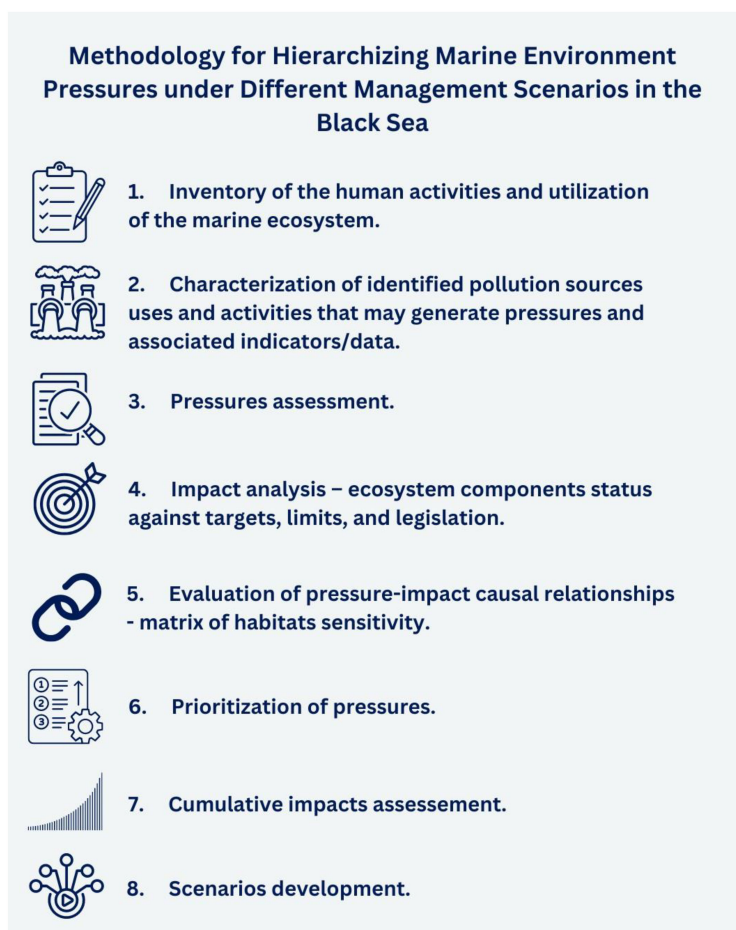 Methodology for Hierarchizing Marine Environment
Pressures under Different Management Scenarios in the
Black Sea
1. Inventory of the human activities and utilization
of the marine ecosystem.
2. Characterization of identified pollution sources
uses and activities that may generate pressures and
associated indicators/data.
3. Pressures assessment.
4. Impact analysis – ecosystem components status
against targets, limits, and legislation.
5. Evaluation of pressure-impact causal relationships
- matrix of habitats sensitivity.
1
2
3
6. Prioritization of pressures.
7. Cumulative impacts assessement.
8. Scenarios development.